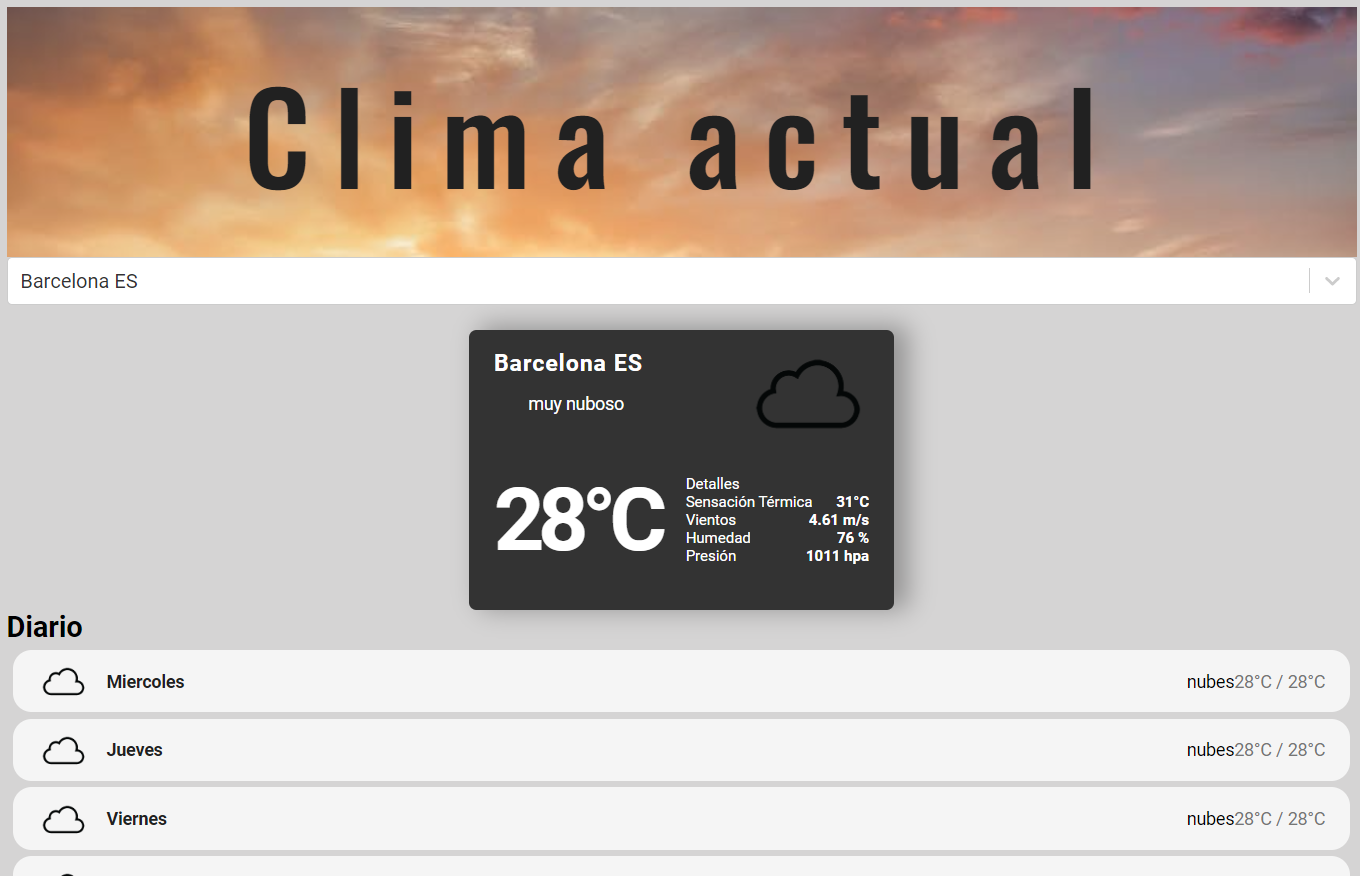 Clima actual
Barcelona ES
Barcelona ES
muy nuboso
28°C
Detalles
Sensación Térmica 31°C
Vientos 4.61 m/s
Humedad 76 %
Presión 1011 hpa
Diario
Miercoles nubes28°C / 28°C
Jueves nubes28°C / 28°C
Viernes nubes28°C / 28°C